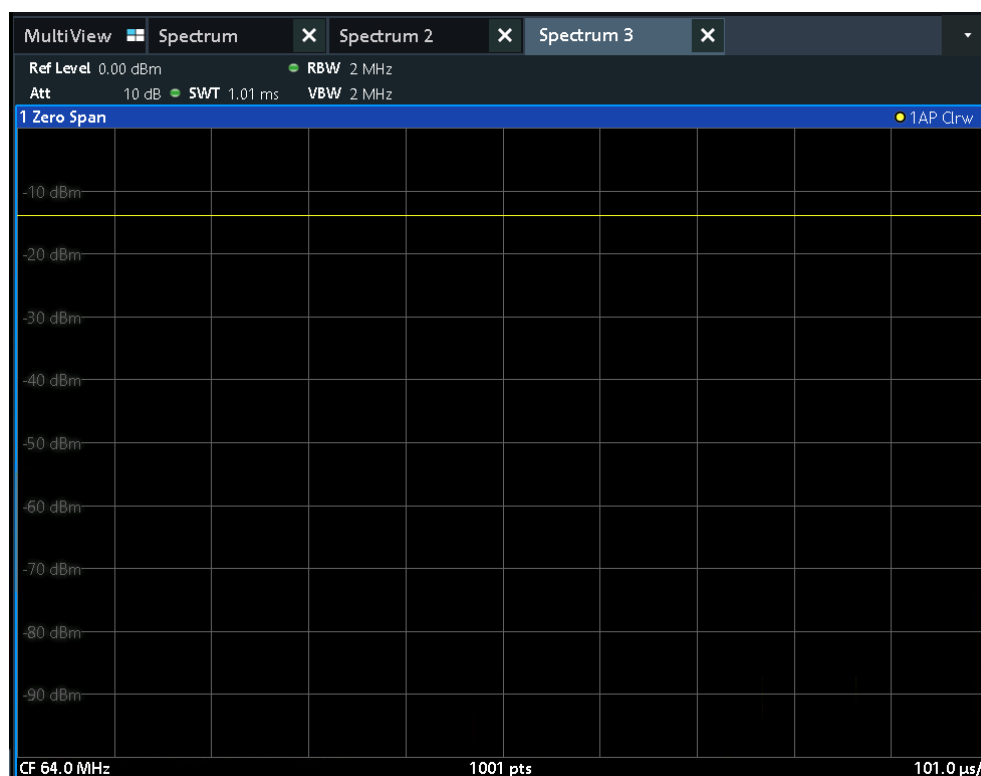 MultiView Spectrum X Spectrum 2 X Spectrum 3 X
Ref Level 0.00 dBm RBW 2 MHz
Att 10 dB SWT 1.01 ms VBW 2 MHz
1 Zero Span 1AP Clrw
-10 dBm
-20 dBm
-30 dBm
-40 dBm
-50 dBm
-60 dBm
-70 dBm
-80 dBm
-90 dBm
CF 64.0 MHz 1001 pts 101.0 µs/